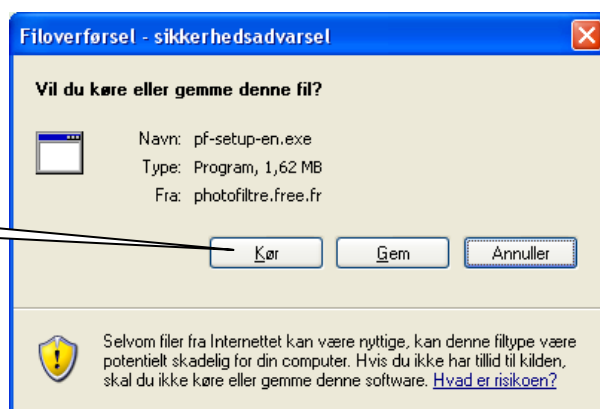 Filoverførsel - sikkerhedsadvarsel
Vil du køre eller gemme denne fil?
Navn: pf-setup-en.exe
Type: Program, 1,62 MB
Fra: photofiltre.free.fr
Kør Gem Annuller
Selvom filer fra Internettet kan være nyttige, kan denne filtype være
potentielt skadelig for din computer. Hvis du ikke har tillid til kilden,
skal du ikke køre eller gemme denne software. Hvad er risikoen?